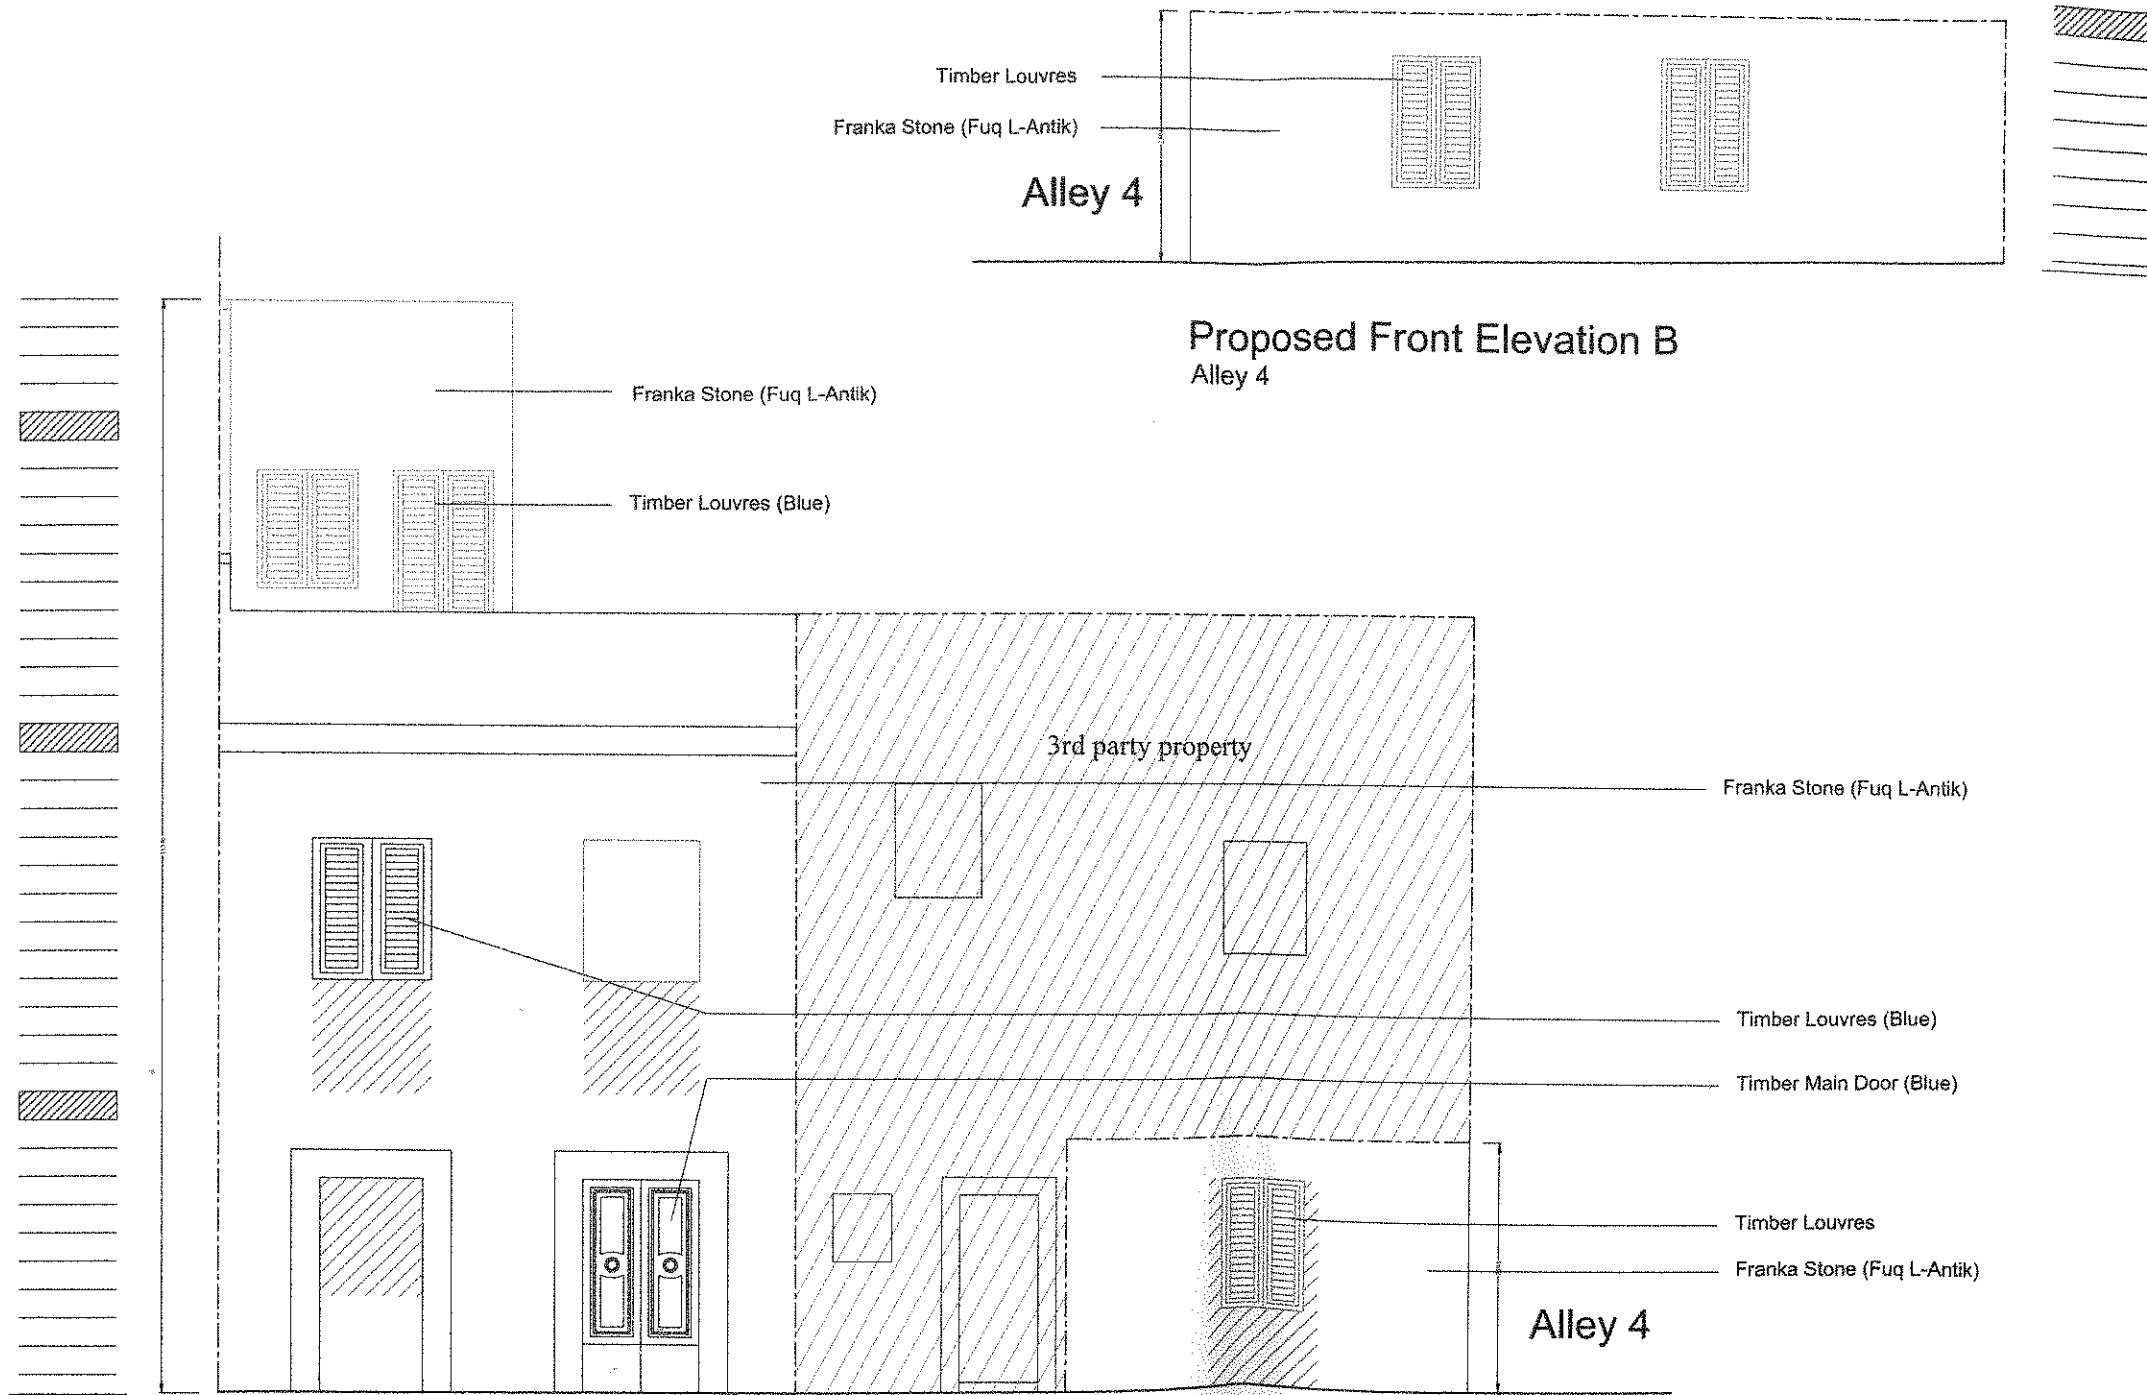 Timber Louvres
Franka Stone (Fuq L-Antik)
Alley 4
Proposed Front Elevation B
Alley 4
Franka Stone (Fuq L-Antik)
Timber Louvres (Blue)
3rd party property
Franka Stone (Fuq L-Antik)
Timber Louvres (Blue)
Timber Main Door (Blue)
Timber Louvres
Franka Stone (Fuq L-Antik)
Alley 4